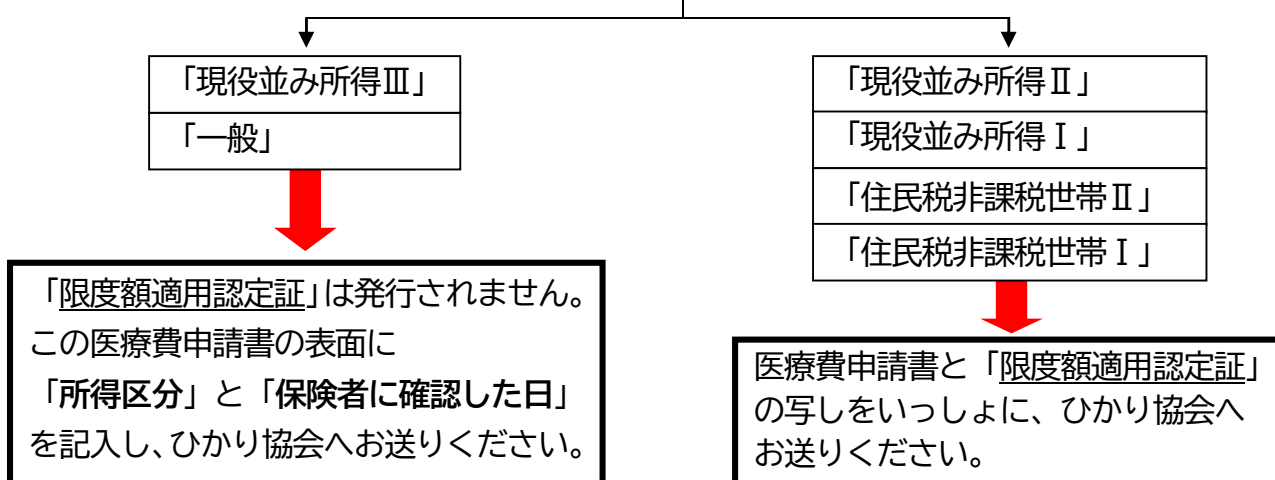 「現役並み所得Ⅲ」
「一般」
「限度額適用認定証」は発行されません。
この医療費申請書の表面に
「所得区分」と「保険者に確認した日」
を記入し、ひかり協会へお送りください。
「現役並み所得Ⅱ」
「現役並み所得Ⅰ」
「住民税非課税世帯Ⅱ」
「住民税非課税世帯Ⅰ」
医療費申請書と「限度額適用認定証」
の写しをいっしょに、ひかり協会へ
お送りください。